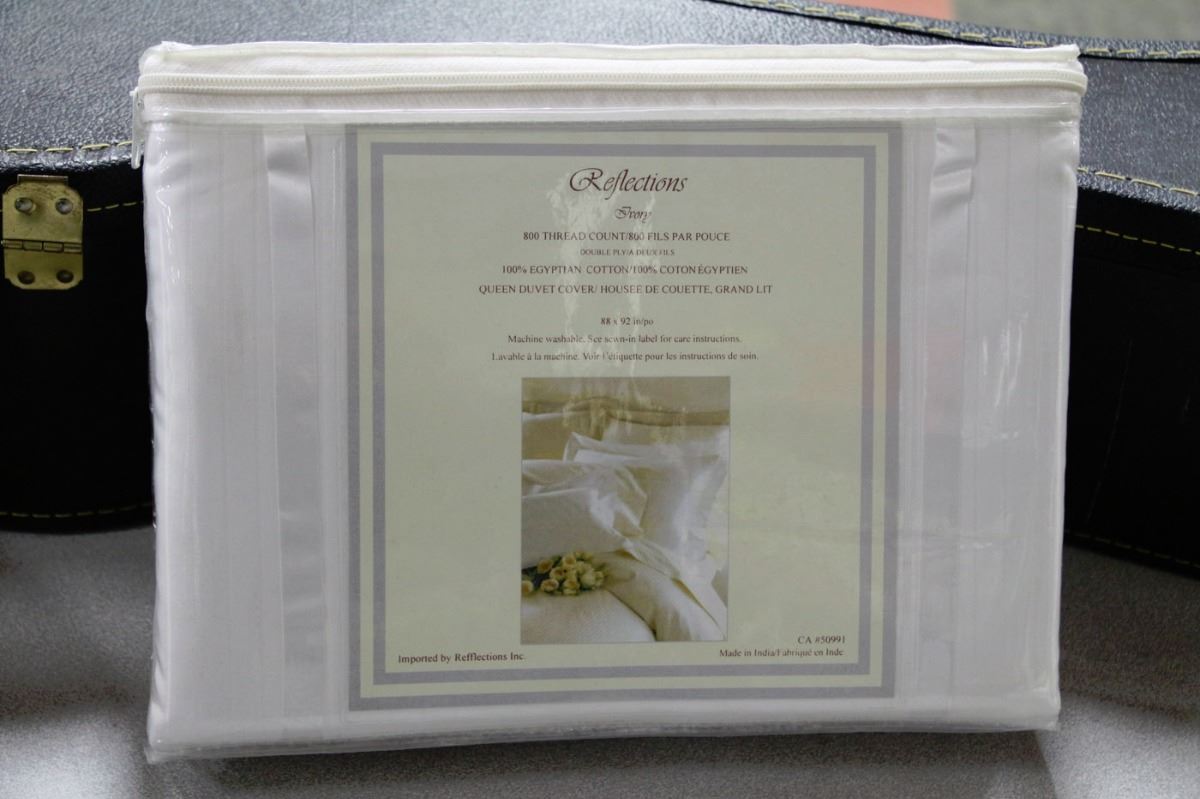 Reflections
Ivory
800 THREAD COUNT/800 FILS PAR POUCE
DOUBLE PLY/A DEUX FILS
100% EGYPTIAN COTTON/100% COTON ÉGYPTIEN
QUEEN DUVET COVER/ HOUSEE DE COUETTE, GRAND LIT
88 x 92 in/po
Machine washable. See sewn-in label for care instructions.
Lavable à la machine. Voir l'étiquette pour les instructions de soin.
CA #50991
Imported by Refflections Inc. Made in India/Fabriqué en Inde